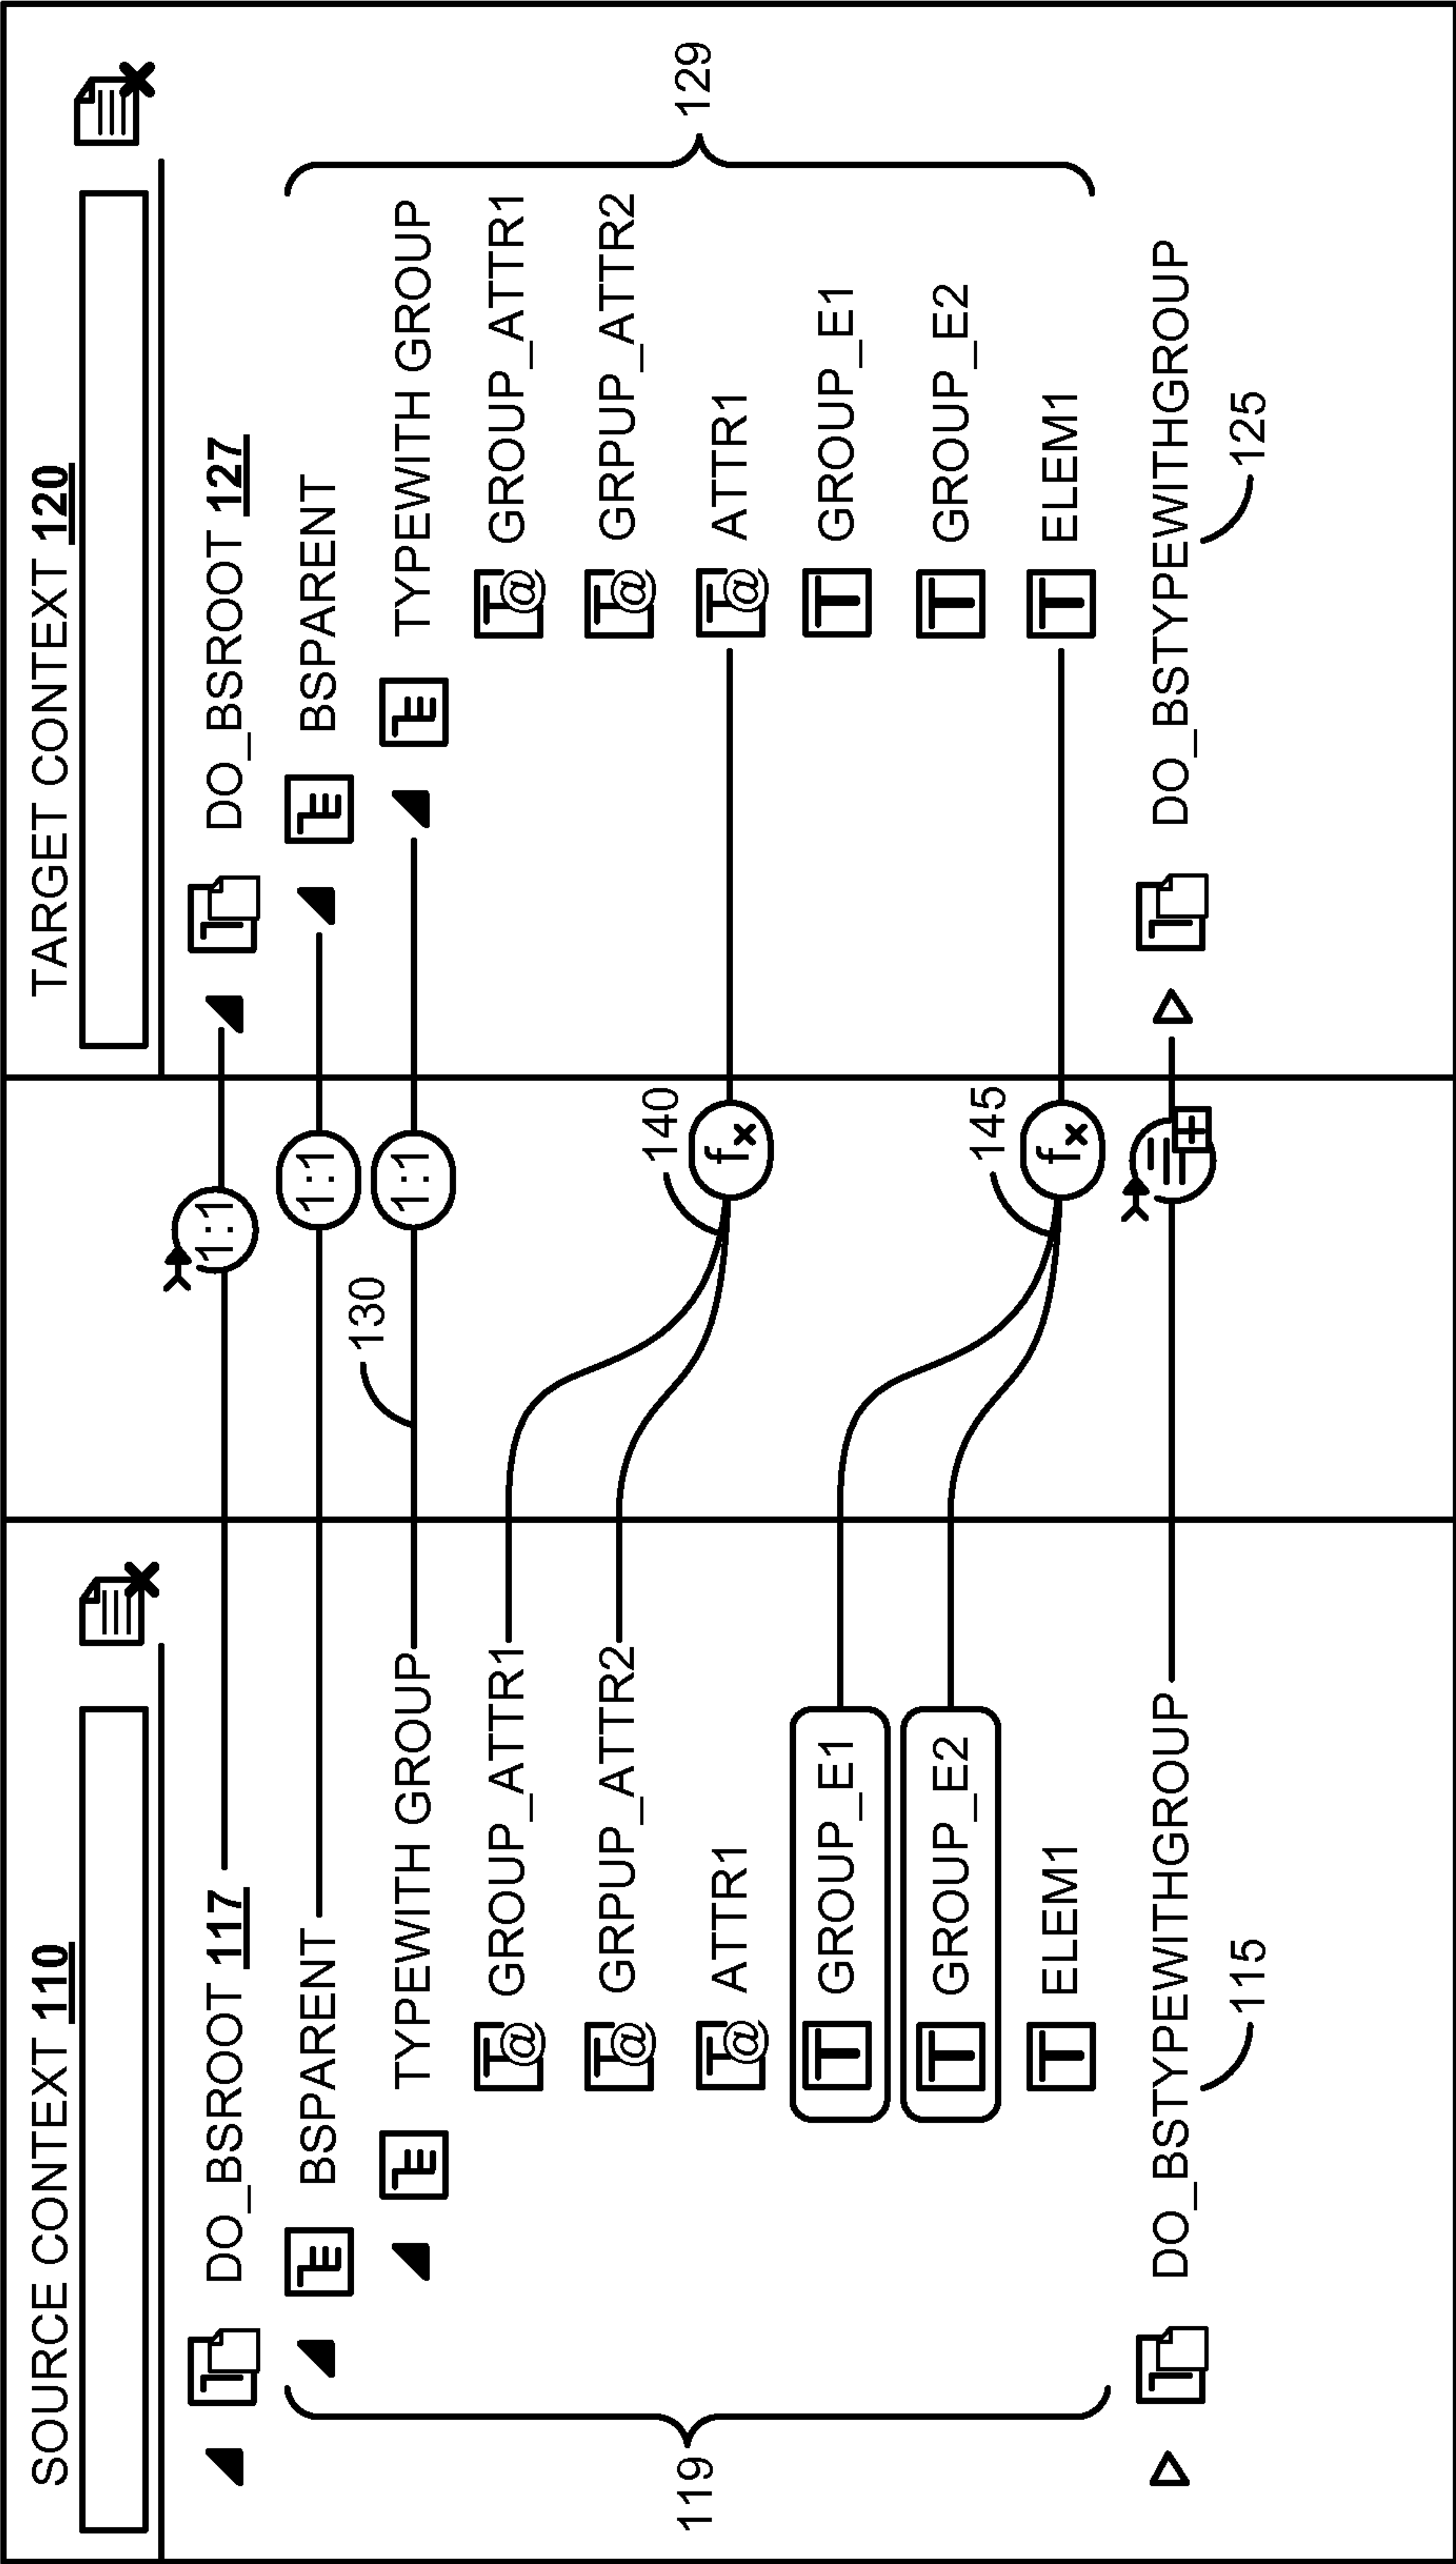 SOURCE CONTEXT 110
TARGET CONTEXT 120
DO_BSROOT 117
1:1
DO_BSROOT 127
BSPARENT
1:1
BSPARENT
130
TYPEWITH GROUP
1:1
TYPEWITH GROUP
T@ GROUP_ATTR1
T@ GROUP_ATTR1
T@ GRPUP_ATTR2
T@ GRPUP_ATTR2
140
119
T@ ATTR1
fx
T@ ATTR1
129
T GROUP_E1
T GROUP_E1
T GROUP_E2
T GROUP_E2
145
T ELEM1
fx
T ELEM1
DO_BSTYPEWITHGROUP
DO_BSTYPEWITHGROUP
115
125